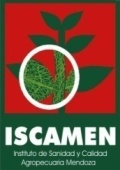 ISCAMEN
Instituto de Sanidad y Calidad
Agropecuaria Mendoza